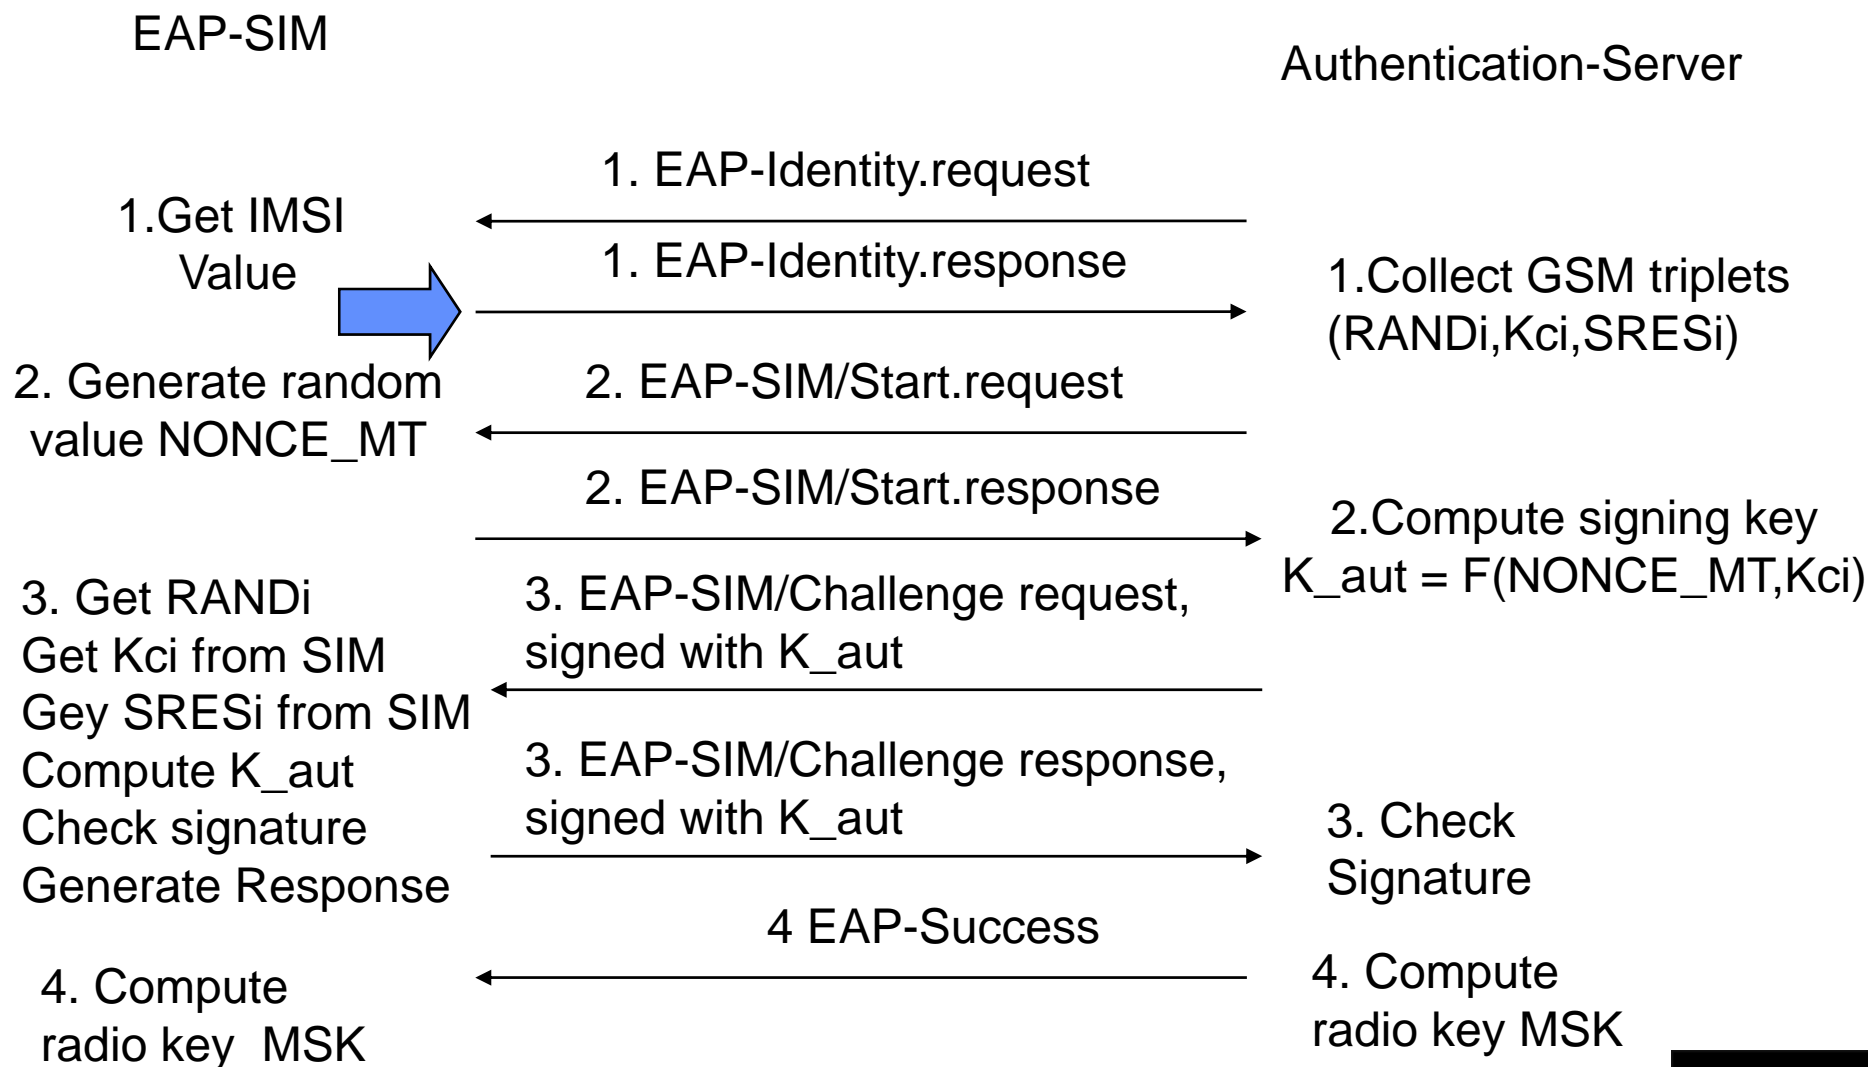 EAP-SIM
Authentication-Server
1. EAP-Identity.request
1.Get IMSI
Value
1. EAP-Identity.response
1.Collect GSM triplets
(RANDi,Kci,SRESi)
2. Generate random
value NONCE_MT
2. EAP-SIM/Start.request
2. EAP-SIM/Start.response
2.Compute signing key
K_aut = F(NONCE_MT,Kci)
3. Get RANDi
Get Kci from SIM
Gey SRESi from SIM
Compute K_aut
Check signature
Generate Response
3. EAP-SIM/Challenge request,
signed with K_aut
3. EAP-SIM/Challenge response,
signed with K_aut
3. Check
Signature
4 EAP-Success
4. Compute
radio key MSK
4. Compute
radio key MSK